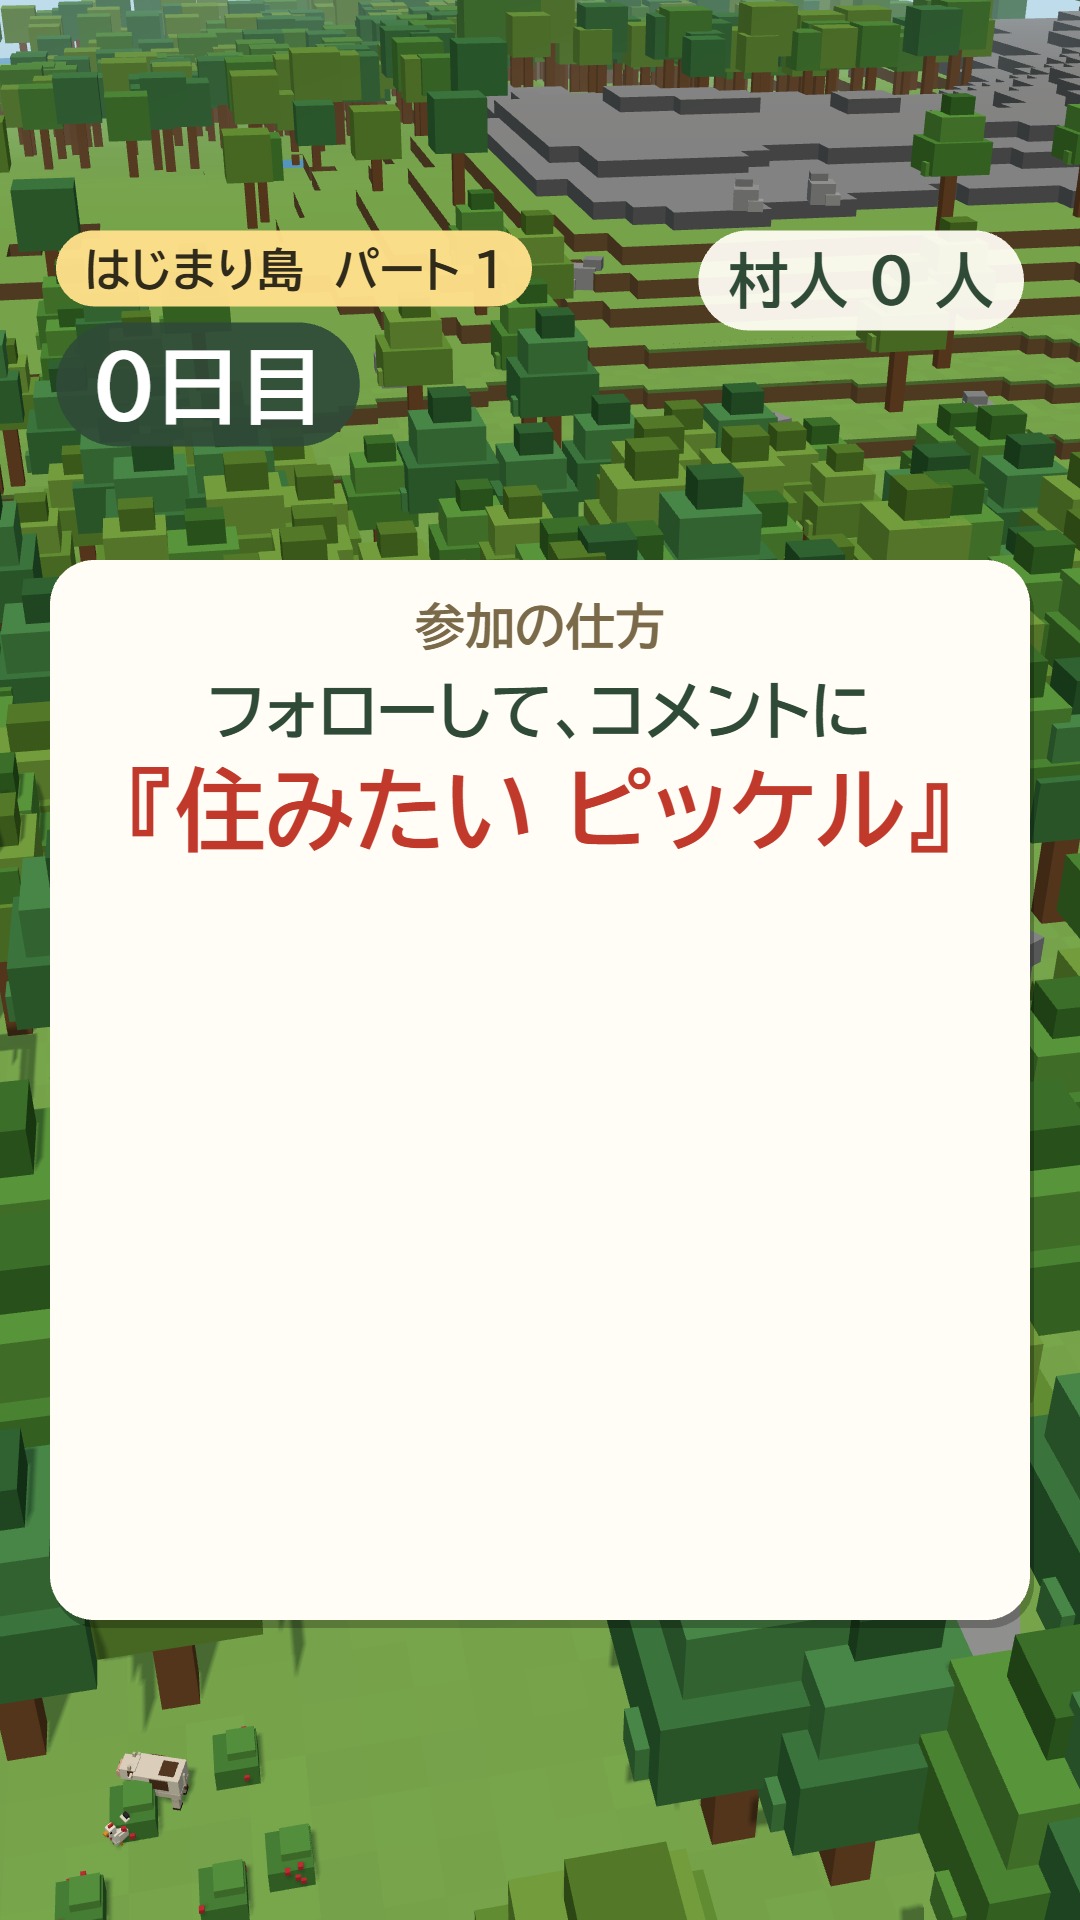 はじまり島 パート 1
村人 0 人
0日目
参加の仕方
フォローして、コメントに
『住みたい ピッケル』